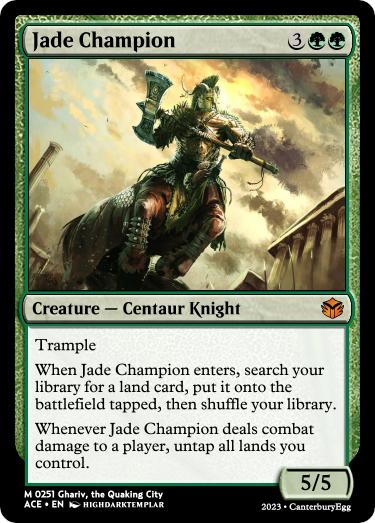 Jade Champion 3
Creature — Centaur Knight
Trample
When Jade Champion enters, search your
library for a land card, put it onto the
battlefield tapped, then shuffle your library.
Whenever Jade Champion deals combat
damage to a player, untap all lands you
control.
5/5
M 0251 Ghariv, the Quaking City
ACE • EN HIGHDARKTEMPLAR
2023 • CanterburyEgg